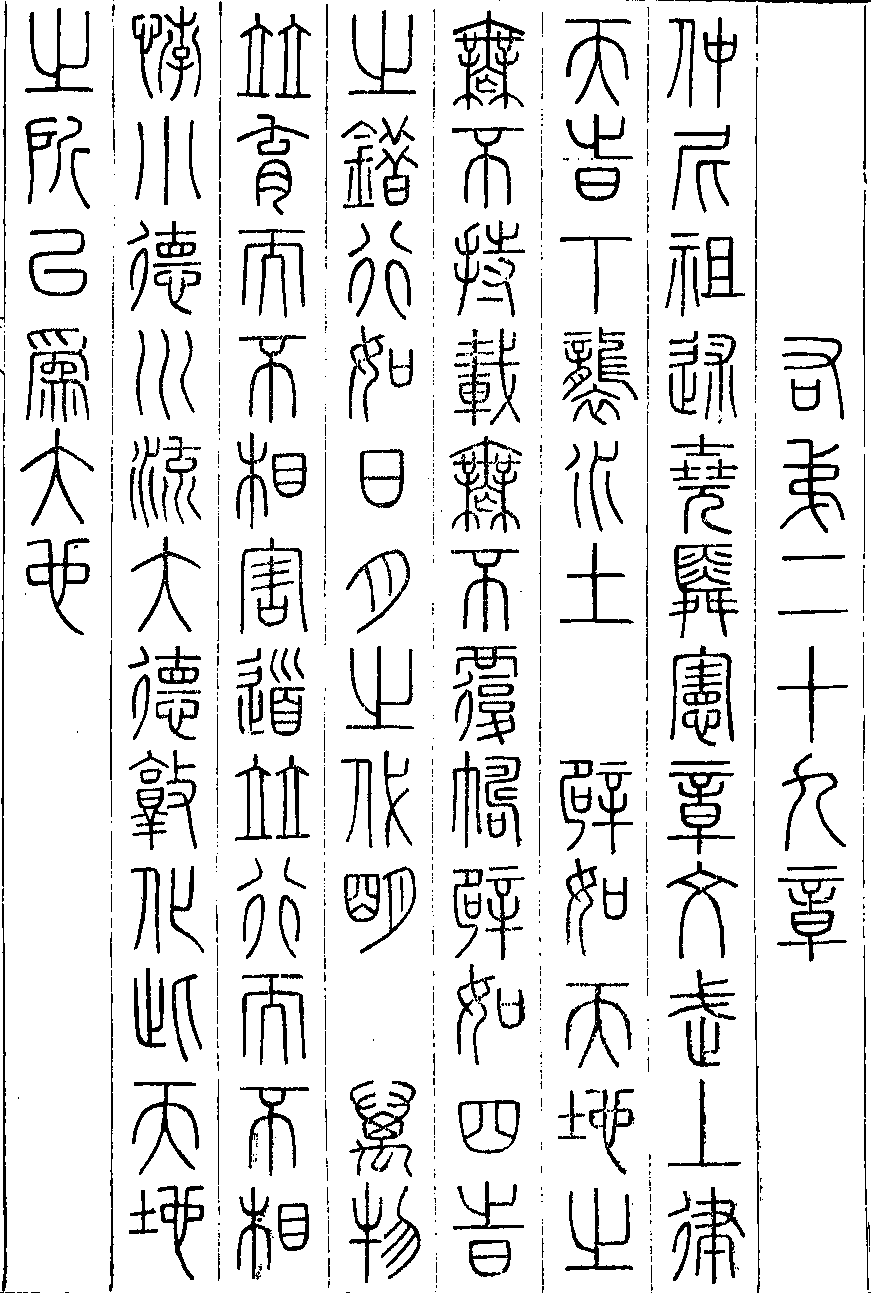 右弟二十九章
仲尼祖述堯舜憲章文武上律
天時下襲水土　辟如天地之
無不持載無不覆幬辟如四時
之錯行如日月之代明　萬物
並育而不相害道並行而不相
悖小德川流大德敦化此天地
之所以爲大也